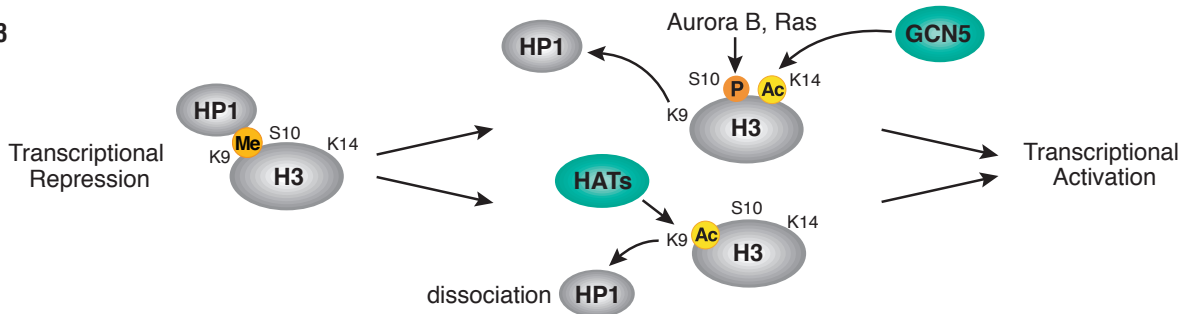 B
Transcriptional
Repression
HP1
Me
K9
S10
K14
H3
HP1
Aurora B, Ras
GCN5
S10
P
Ac
K14
K9
H3
HATs
K9
Ac
S10
K14
H3
dissociation
HP1
Transcriptional
Activation